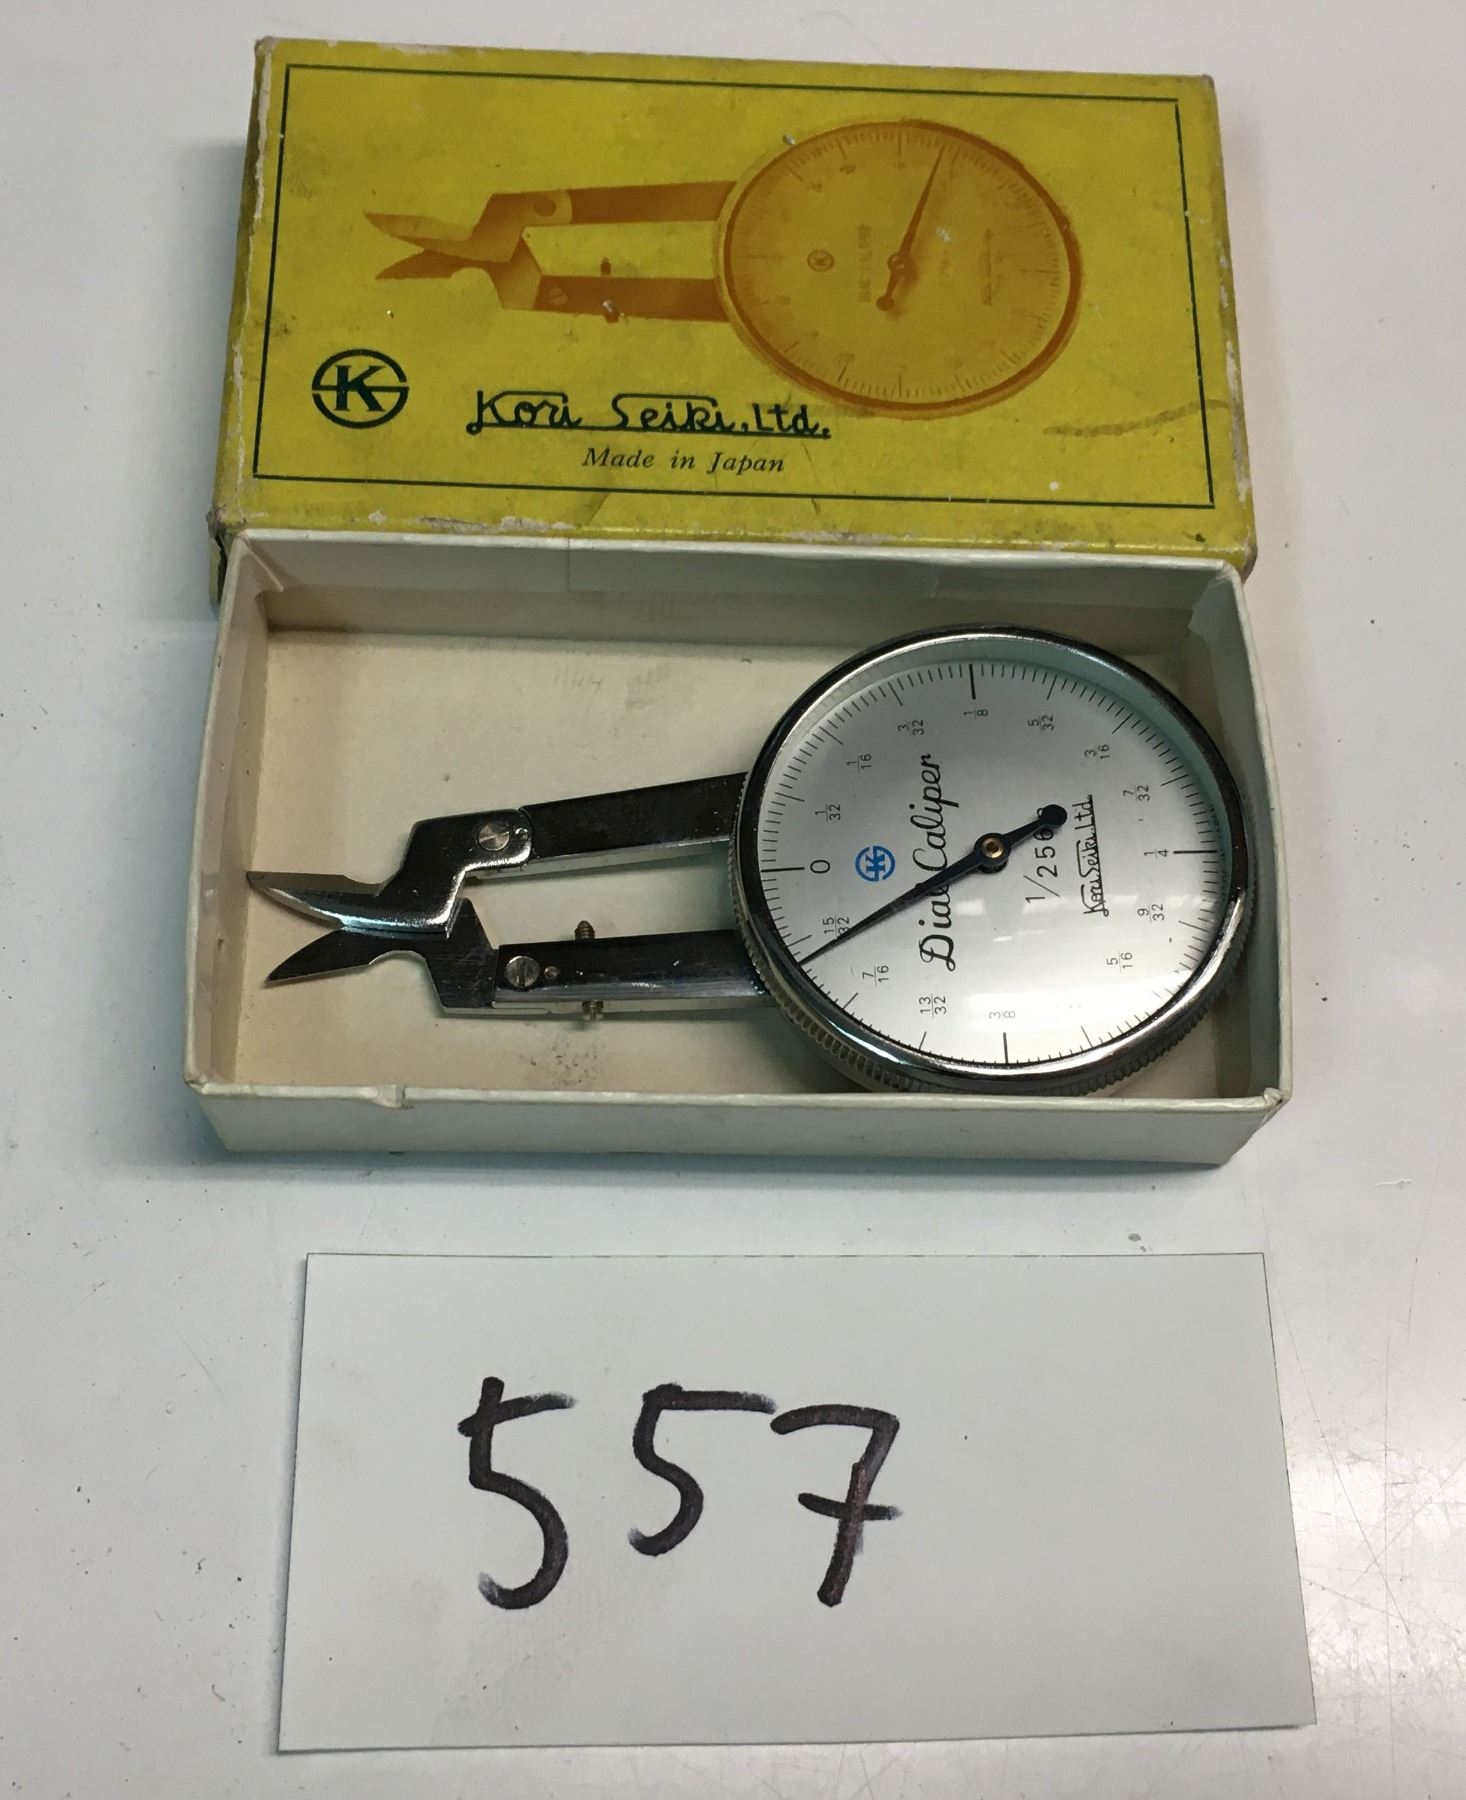 K
Kori Seiki, Ltd.
Made in Japan
0
1/32
1/16
3/32
1/8
5/32
3/16
7/32
1/4
9/32
5/16
3/8
13/32
7/16
15/32
K
Dial Caliper
1/256
Kori Seiki, Ltd.
557